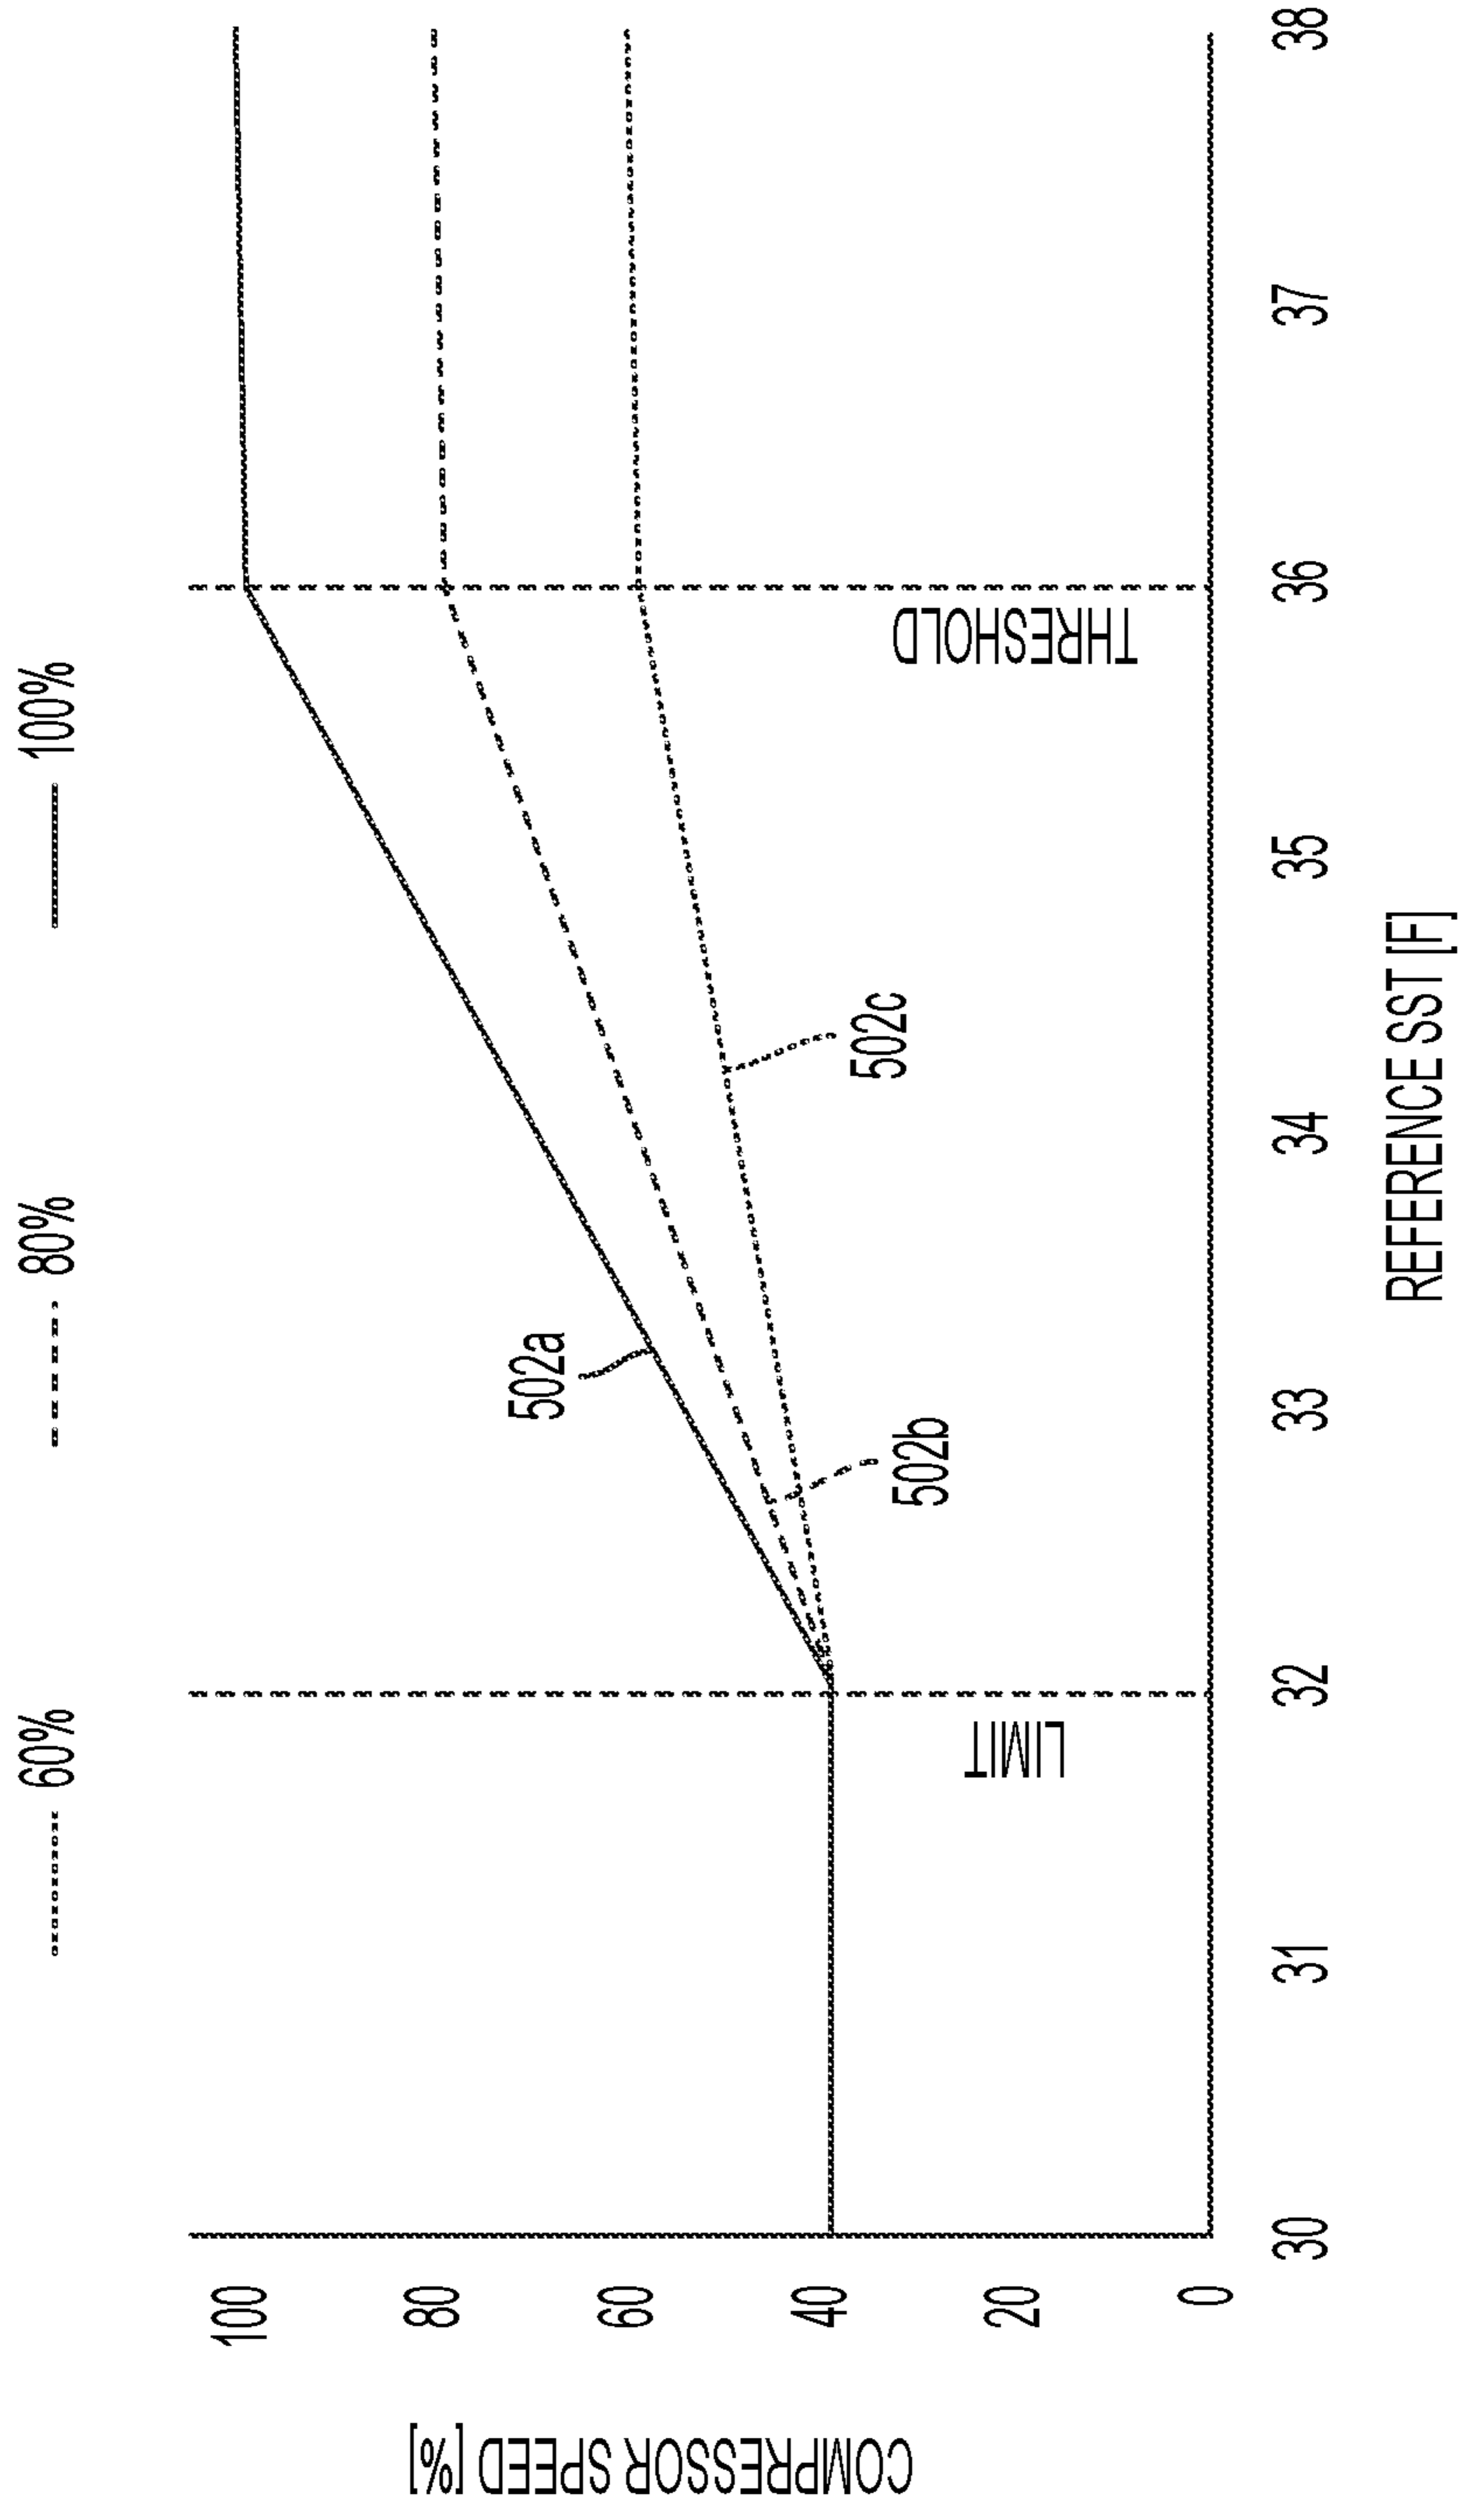 60%
80%
100%
COMPRESSOR SPEED [%]
100
80
60
40
20
0
502a
502b
502c
LIMIT
THRESHOLD
30
31
32
33
34
35
36
37
38
REFERENCE SST [F]